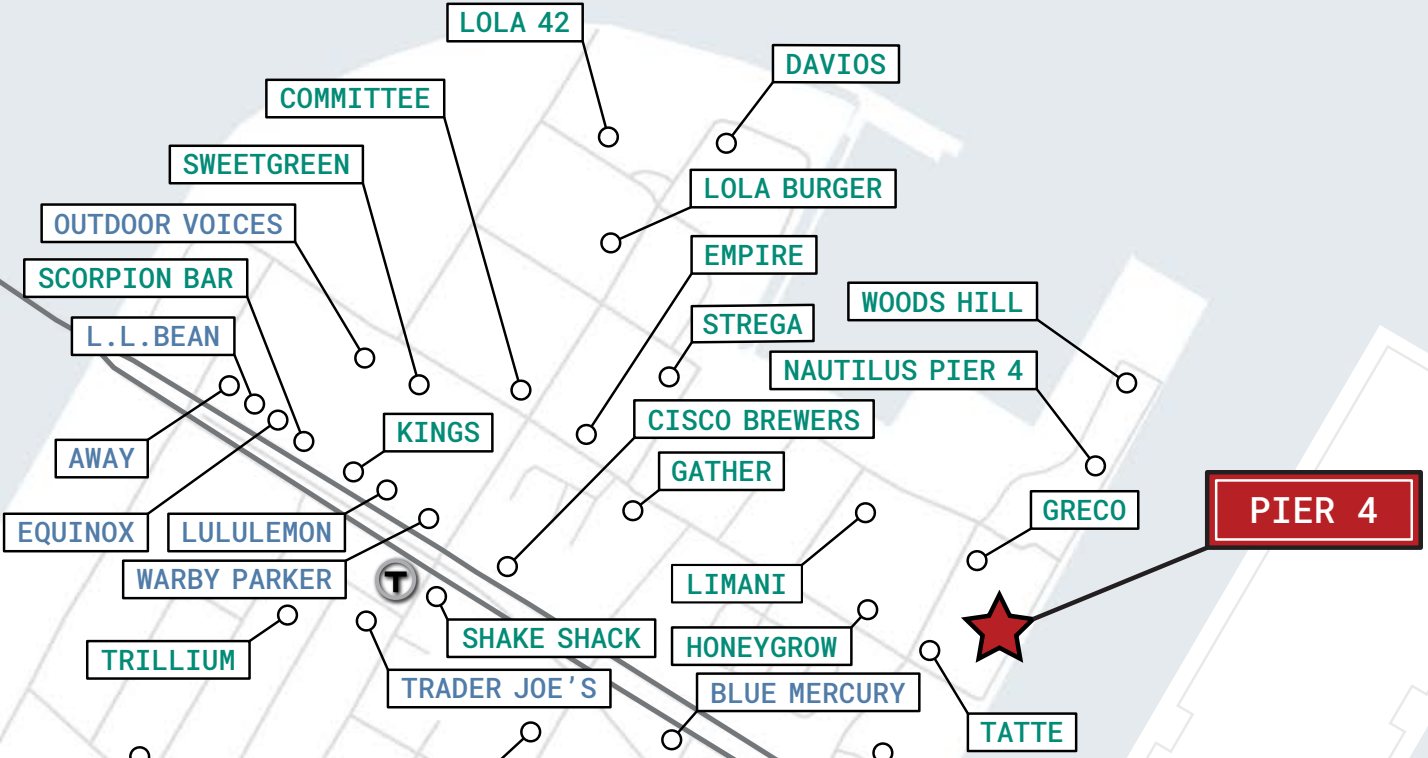 LOLA 42
DAVIOS
COMMITTEE
SWEETGREEN
LOLA BURGER
OUTDOOR VOICES
EMPIRE
SCORPION BAR
WOODS HILL
STREGA
L.L.BEAN
NAUTILUS PIER 4
CISCO BREWERS
KINGS
AWAY
GATHER
GRECO
PIER 4
EQUINOX
LULULEMON
WARBY PARKER
T
LIMANI
SHAKE SHACK
HONEYGROW
TRILLIUM
TRADER JOE’S
BLUE MERCURY
TATTE